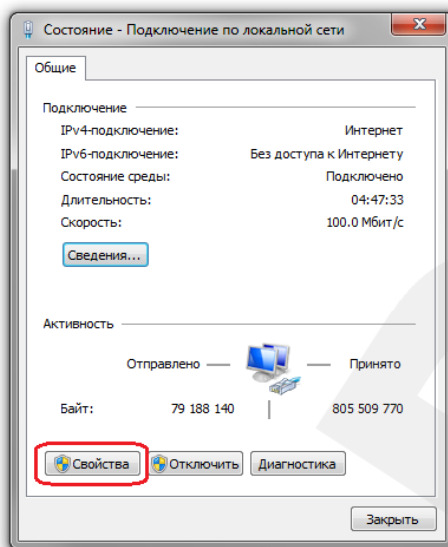 Состояние - Подключение по локальной сети
Общие
Подключение
IPv4-подключение: Интернет
IPv6-подключение: Без доступа к Интернету
Состояние среды: Подключено
Длительность: 04:47:33
Скорость: 100.0 Мбит/с
Сведения...
Активность
Отправлено — — Принято
Байт: 79 188 140 | 805 509 770
Свойства Отключить Диагностика
Закрыть